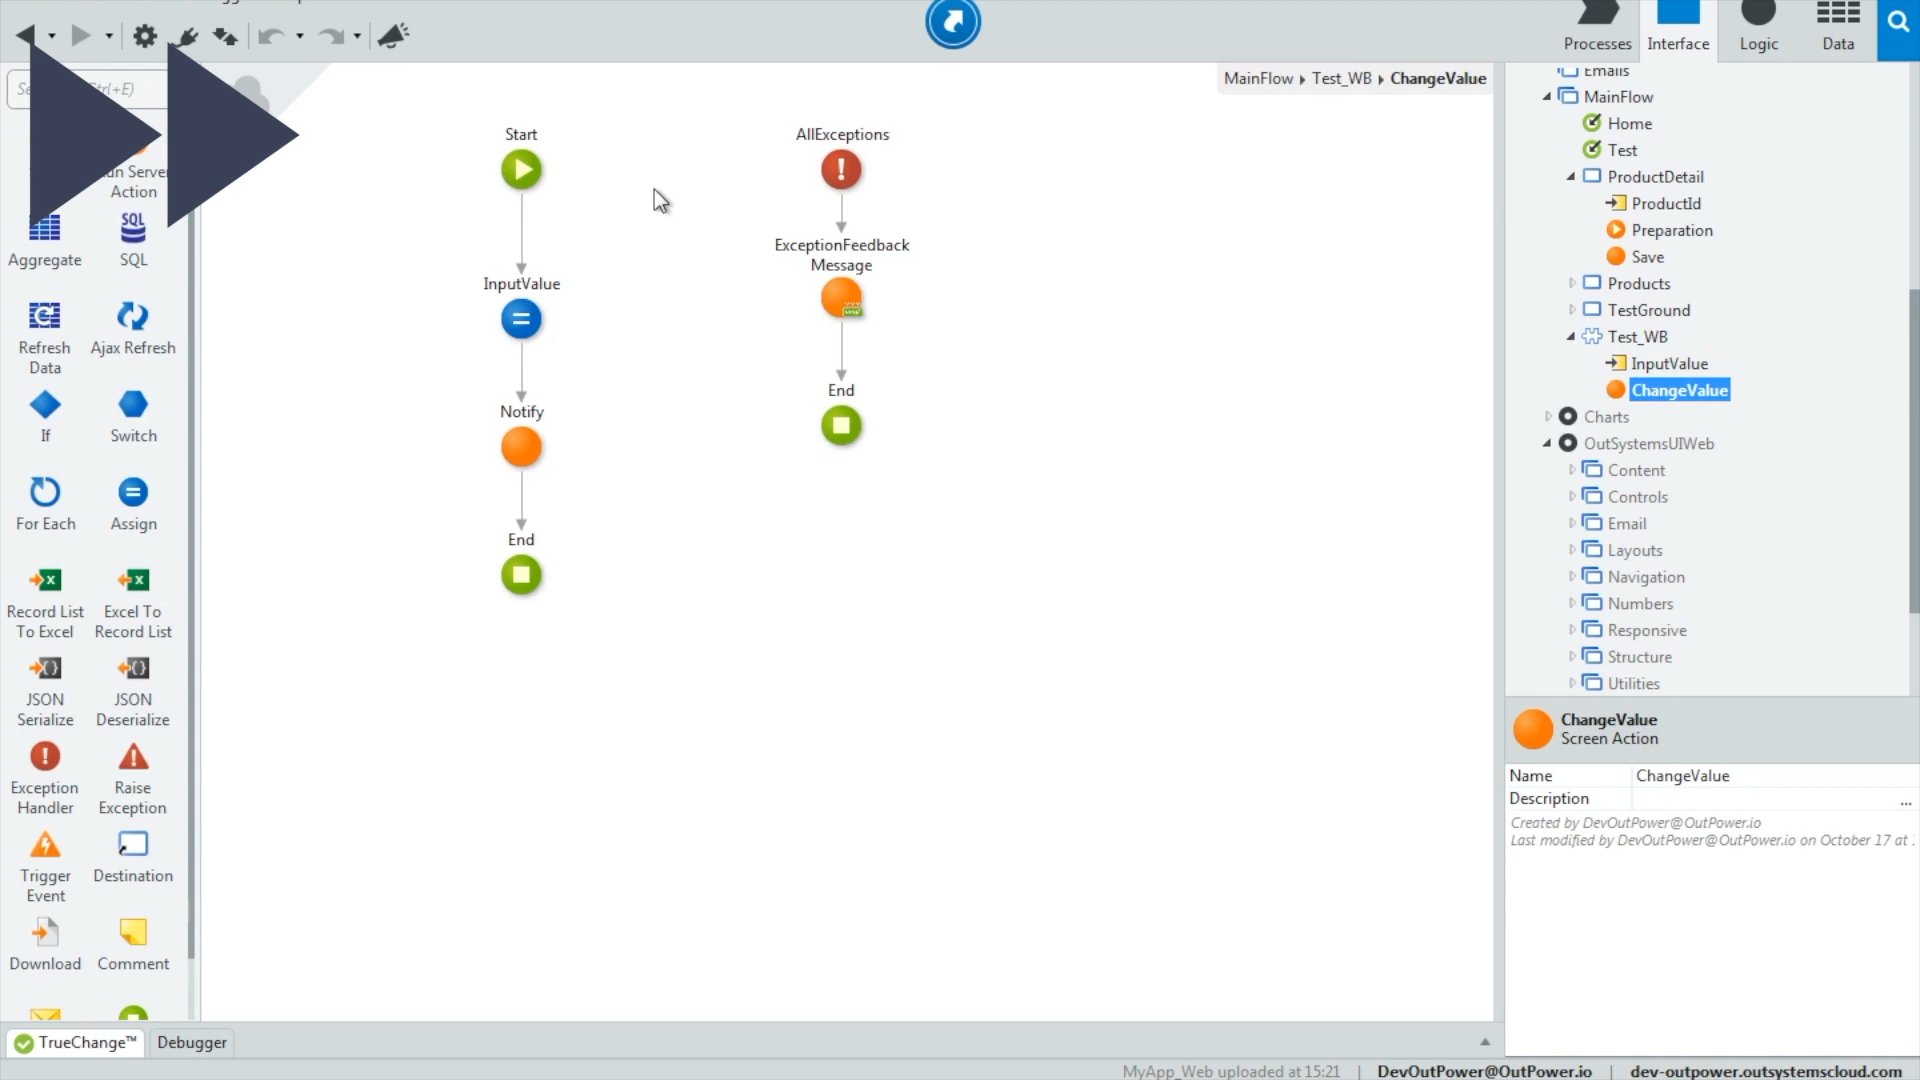 Processes
Interface
Logic
Data
MainFlow Test_WB ChangeValue
Start
InputValue
Notify
End
AllExceptions
ExceptionFeedback
Message
End
Action
Aggregate
SQL
SQL
Refresh
Data
Ajax Refresh
If
Switch
For Each
Assign
Record List
To Excel
Excel To
Record List
JSON
Serialize
JSON
Deserialize
Exception
Handler
Raise
Exception
Trigger
Event
Destination
Download
Comment
Emails
MainFlow
Home
Test
ProductDetail
ProductId
Preparation
Save
Products
TestGround
Test_WB
InputValue
ChangeValue
Charts
OutSystemsUIWeb
Content
Controls
Email
Layouts
Navigation
Numbers
Responsive
Structure
Utilities
ChangeValue
Screen Action
Name ChangeValue
Description ...
Created by DevOutPower@OutPower.io
Last modified by DevOutPower@OutPower.io on October 17 at
TrueChange™
Debugger
MyApp_Web uploaded at 15:21 | DevOutPower@OutPower.io | dev-outpower.outsystemscloud.com